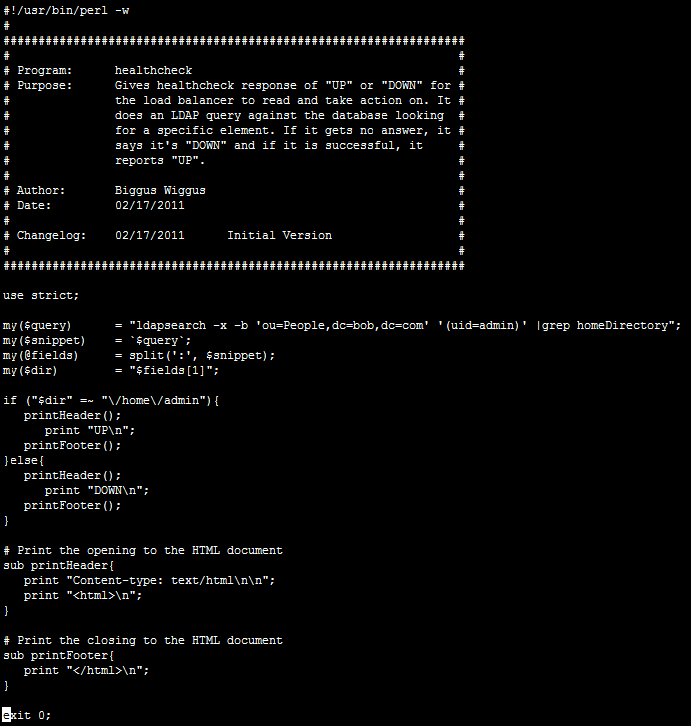 #!/usr/bin/perl -w
#
##################################################################
#                                                                #
# Program:      healthcheck                                      #
# Purpose:      Gives healthcheck response of "UP" or "DOWN" for #
#               the load balancer to read and take action on. It #
#               does an LDAP query against the database looking  #
#               for a specific element. If it gets no answer, it #
#               says it's "DOWN" and if it is successful, it     #
#               reports "UP".                                    #
#                                                                #
# Author:       Biggus Wiggus                                    #
# Date:         02/17/2011                                       #
#                                                                #
# Changelog:    02/17/2011      Initial Version                  #
#                                                                #
##################################################################

use strict;

my($query)      = "ldapsearch -x -b 'ou=People,dc=bob,dc=com' '(uid=admin)' |grep homeDirectory";
my($snippet)    = `$query`;
my(@fields)     = split(':', $snippet);
my($dir)        = "$fields[1]";

if ("$dir" =~ "\/home\/admin"){
   printHeader();
      print "UP\n";
   printFooter();
}else{
   printHeader();
      print "DOWN\n";
   printFooter();
}

# Print the opening to the HTML document
sub printHeader{
   print "Content-type: text/html\n\n";
   print "<html>\n";
}

# Print the closing to the HTML document
sub printFooter{
   print "</html>\n";
}

exit 0;